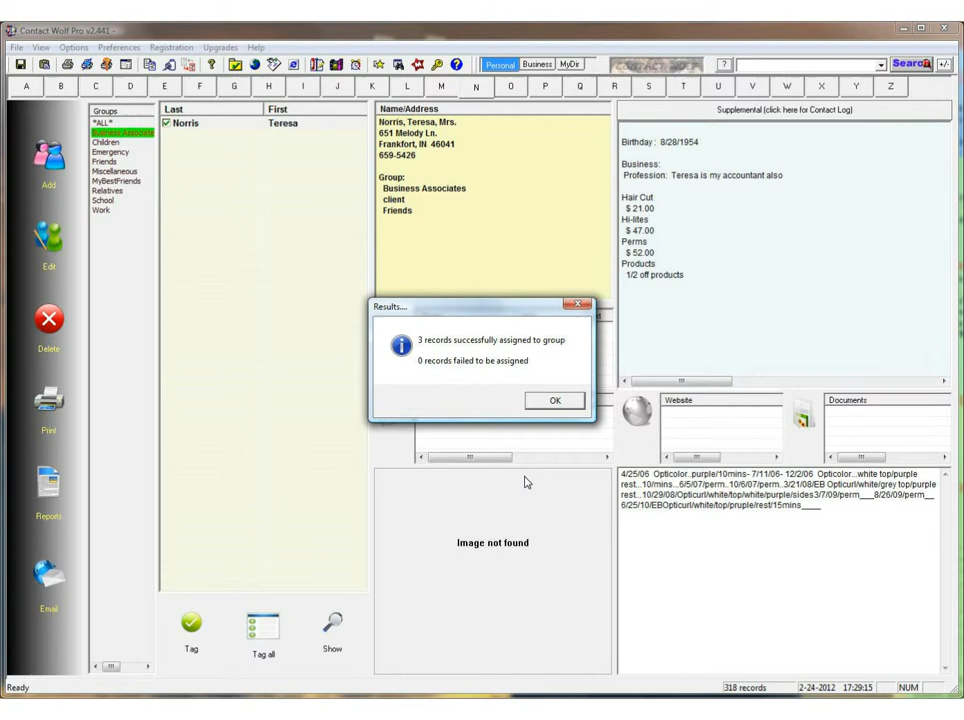 Contact Wolf Pro v2.441 -
File View Options Preferences Registration Upgrades Help
Personal Business MyDir CONTACT WOLF ? Search +/-
A B C D E F G H I J K L M N O P Q R S T U V W X Y Z
Add
Edit
Delete
Print
Reports
Email
Groups
*ALL*
Business Associate
Children
Emergency
Friends
Miscellaneous
MyBestFriends
Relatives
School
Work
Last First
Norris Teresa
Tag
Tag all
Show
Name/Address
Norris, Teresa, Mrs.
651 Melody Ln.
Frankfort, IN 46041
659-5426
Group:
Business Associates
client
Friends
Supplemental (click here for Contact Log)
Birthday : 8/28/1954
Business:
Profession: Teresa is my accountant also
Hair Cut
$ 21.00
Hi-lites
$ 47.00
Perms
$ 52.00
Products
1/2 off products
Results....
3 records successfully assigned to group
0 records failed to be assigned
OK
Website
Documents
Image not found
4/25/06 Opticolor..purple/10mins- 7/11/06- 12/2/06 Opticolor...white top/purple
rest...10/mins...6/5/07/perm..10/6/07/perm..3/21/08/EB Opticurl/white/grey top/purple
rest...10/29/08/Opticurl/white/top/white/purple/sides3/7/09/perm___8/26/09/perm__
6/25/10/EBOpticurl/white/top/pruple/rest/15mins____
Ready 318 records 2-24-2012 17:29:15 NUM